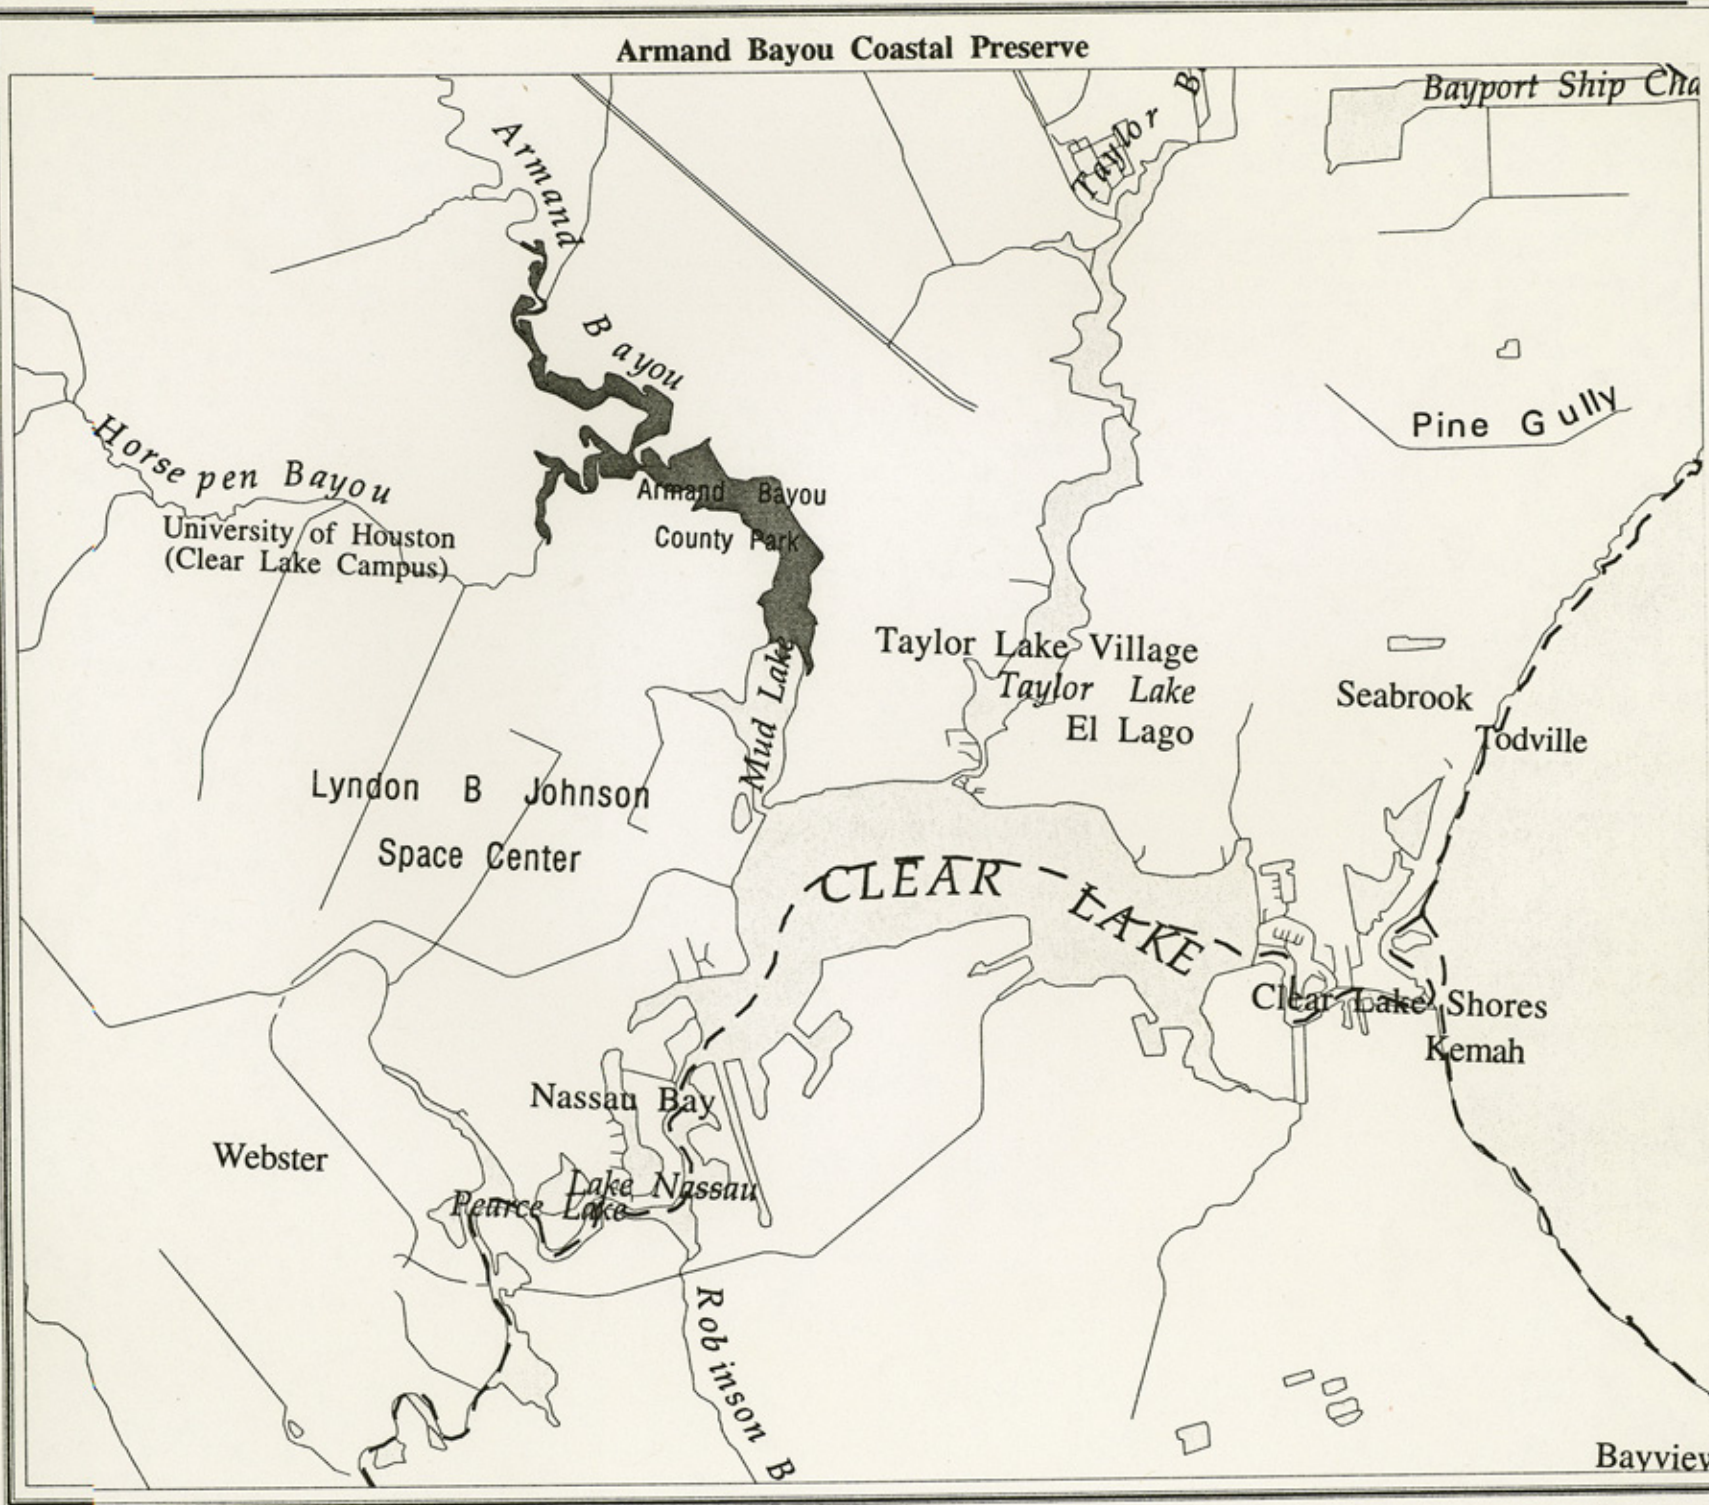 Armand Bayou Coastal Preserve
Bayport Ship Cha
Taylor B
Armand
Bayou
Pine Gully
Horsepen Bayou
University of Houston
(Clear Lake Campus)
Armand Bayou
County Park
Taylor Lake Village
Taylor Lake
El Lago
Seabrook
Todville
Mud Lake
Lyndon B Johnson
Space Center
CLEAR LAKE
Clear Lake Shores
Kemah
Nassau Bay
Webster
Lake Nassau
Pearce Lake
Robinson B
Bayview